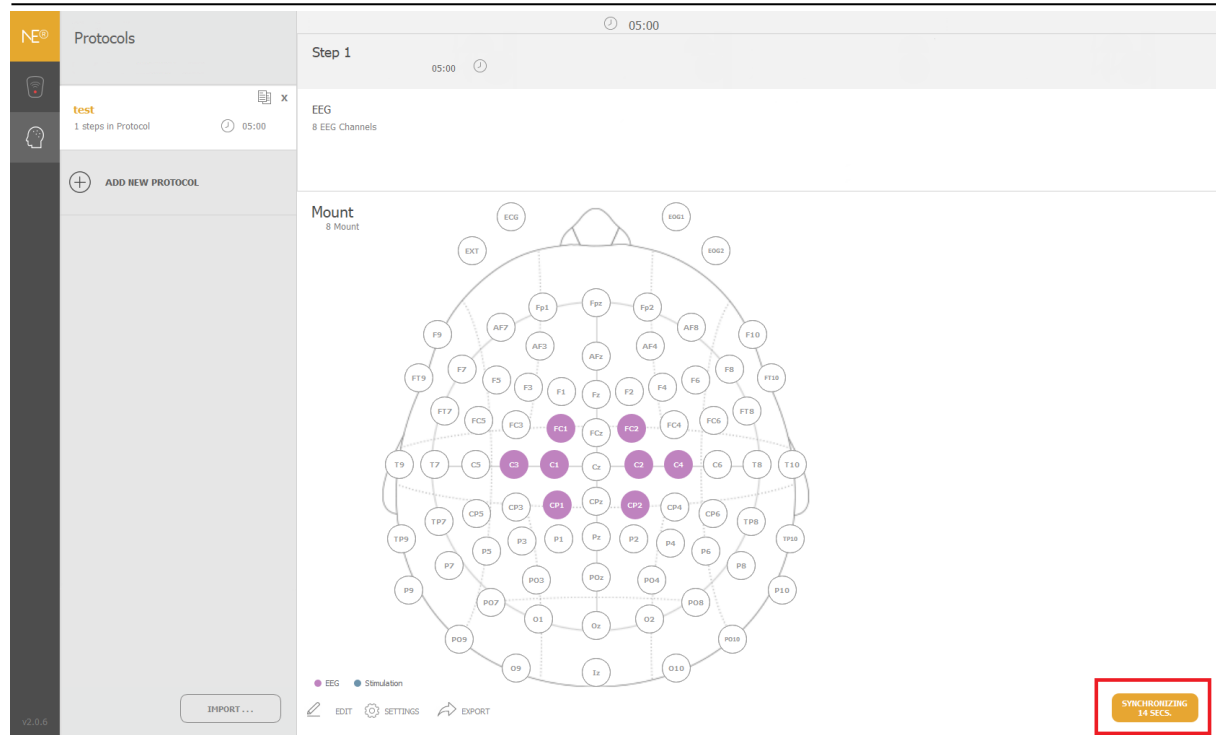 NE®
Protocols
05:00
Step 1
05:00
test
x
1 steps in Protocol
05:00
EEG
8 EEG Channels
ADD NEW PROTOCOL
Mount
8 Mount
ECG
EOG1
EXT
EOG2
Fp1
Fpz
Fp2
F9
AF7
AF8
F10
AF3
AFz
AF4
FT9
F7
F5
F3
F1
Fz
F2
F4
F6
F8
FT10
FT7
FC5
FC3
FC1
FCz
FC2
FC4
FC6
FT8
T9
T7
C5
C3
C1
Cz
C2
C4
C6
T8
T10
TP7
CP5
CP3
CP1
CPz
CP2
CP4
CP6
TP8
TP9
P5
P3
P1
Pz
P2
P4
P6
TP10
P9
P7
PO3
POz
PO4
P8
P10
PO7
O1
Oz
O2
PO8
PO9
PO10
O9
Iz
O10
EEG
Stimulation
IMPORT ...
EDIT
SETTINGS
EXPORT
SYNCHRONIZING
14 SECS.
v2.0.6